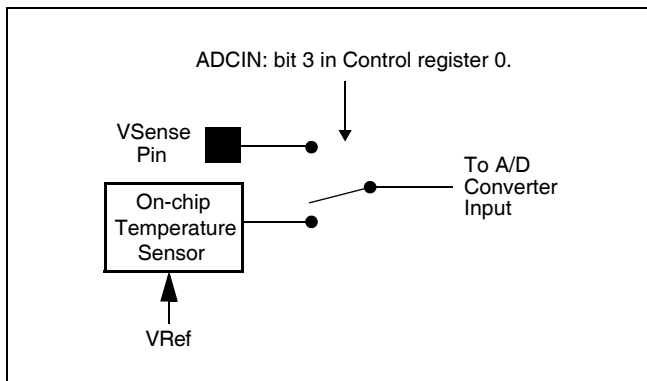 ADCIN: bit 3 in Control register 0.
VSense
Pin
To A/D
Converter
Input
On-chip
Temperature
Sensor
VRef